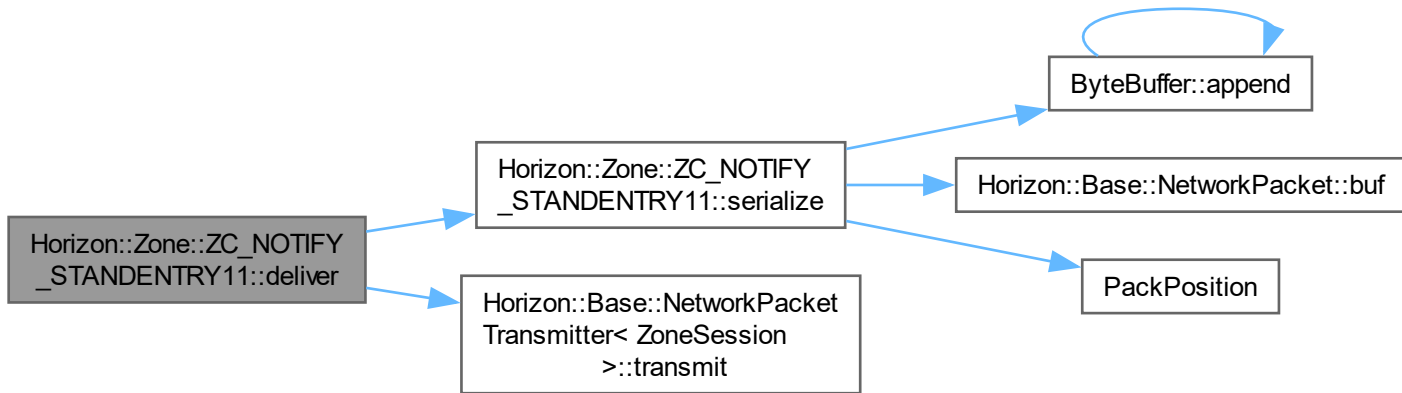 Horizon::Zone::ZC_NOTIFY
_STANDENTRY11::deliver
Horizon::Zone::ZC_NOTIFY
_STANDENTRY11::serialize
ByteBuffer::append
Horizon::Base::NetworkPacket::buf
PackPosition
Horizon::Base::NetworkPacket
Transmitter< ZoneSession
>::transmit